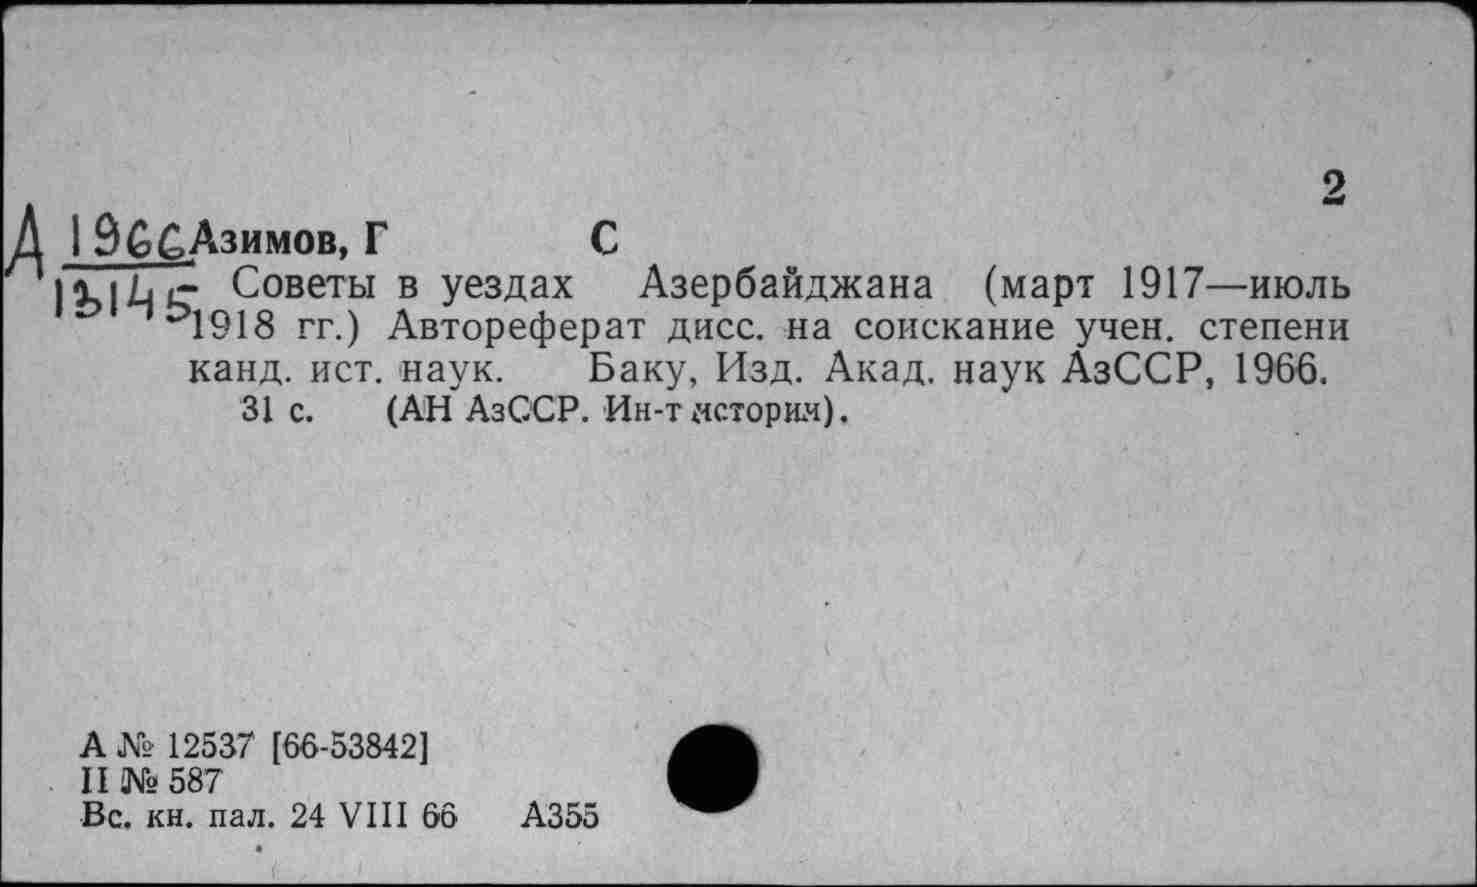 2
Д 1966 Азимов, Г С
Советы в уездах Азербайджана (март 1917—июль
1918 гг.) Автореферат дисс. на соискание учен. степени
канд. ист. наук. Баку, Изд. Акад. наук АзССР, 1966.
31 с. (АН АзССР. Ин-т истории).
А № 12537 [66-53842]
II № 587
Вс. кн. пал. 24 VIII 66 А355